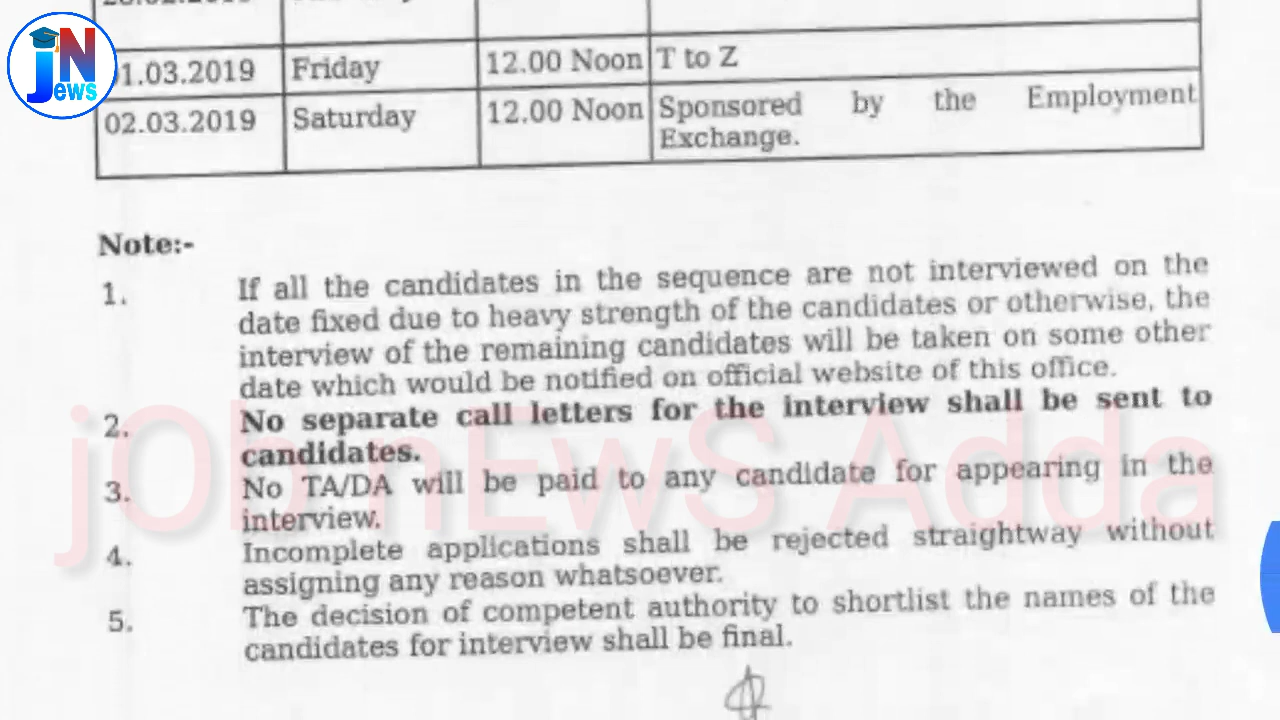 JN
ews
1.03.2019 Friday 12.00 Noon T to Z
02.03.2019 Saturday 12.00 Noon Sponsored by the Employment
Exchange.
Note:-
1. If all the candidates in the sequence are not interviewed on the
date fixed due to heavy strength of the candidates or otherwise, the
interview of the remaining candidates will be taken on some other
date which would be notified on official website of this office.
2. No separate call letters for the interview shall be sent to
candidates.
3. No TA/DA will be paid to any candidate for appearing in the
interview.
4. Incomplete applications shall be rejected straightway without
assigning any reason whatsoever.
5. The decision of competent authority to shortlist the names of the
candidates for interview shall be final.
jOb nEwS Adda